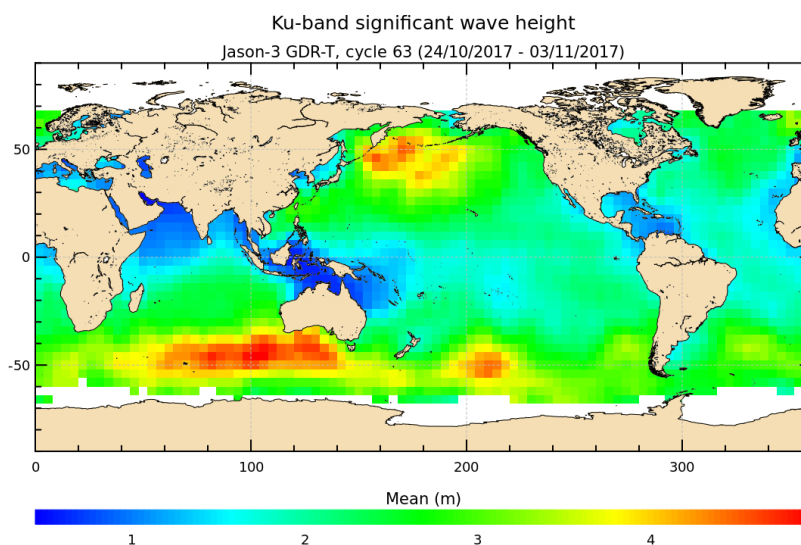 Ku-band significant wave height
Jason-3 GDR-T, cycle 63 (24/10/2017 - 03/11/2017)
50
0
-50
0 100 200 300
Mean (m)
1 2 3 4